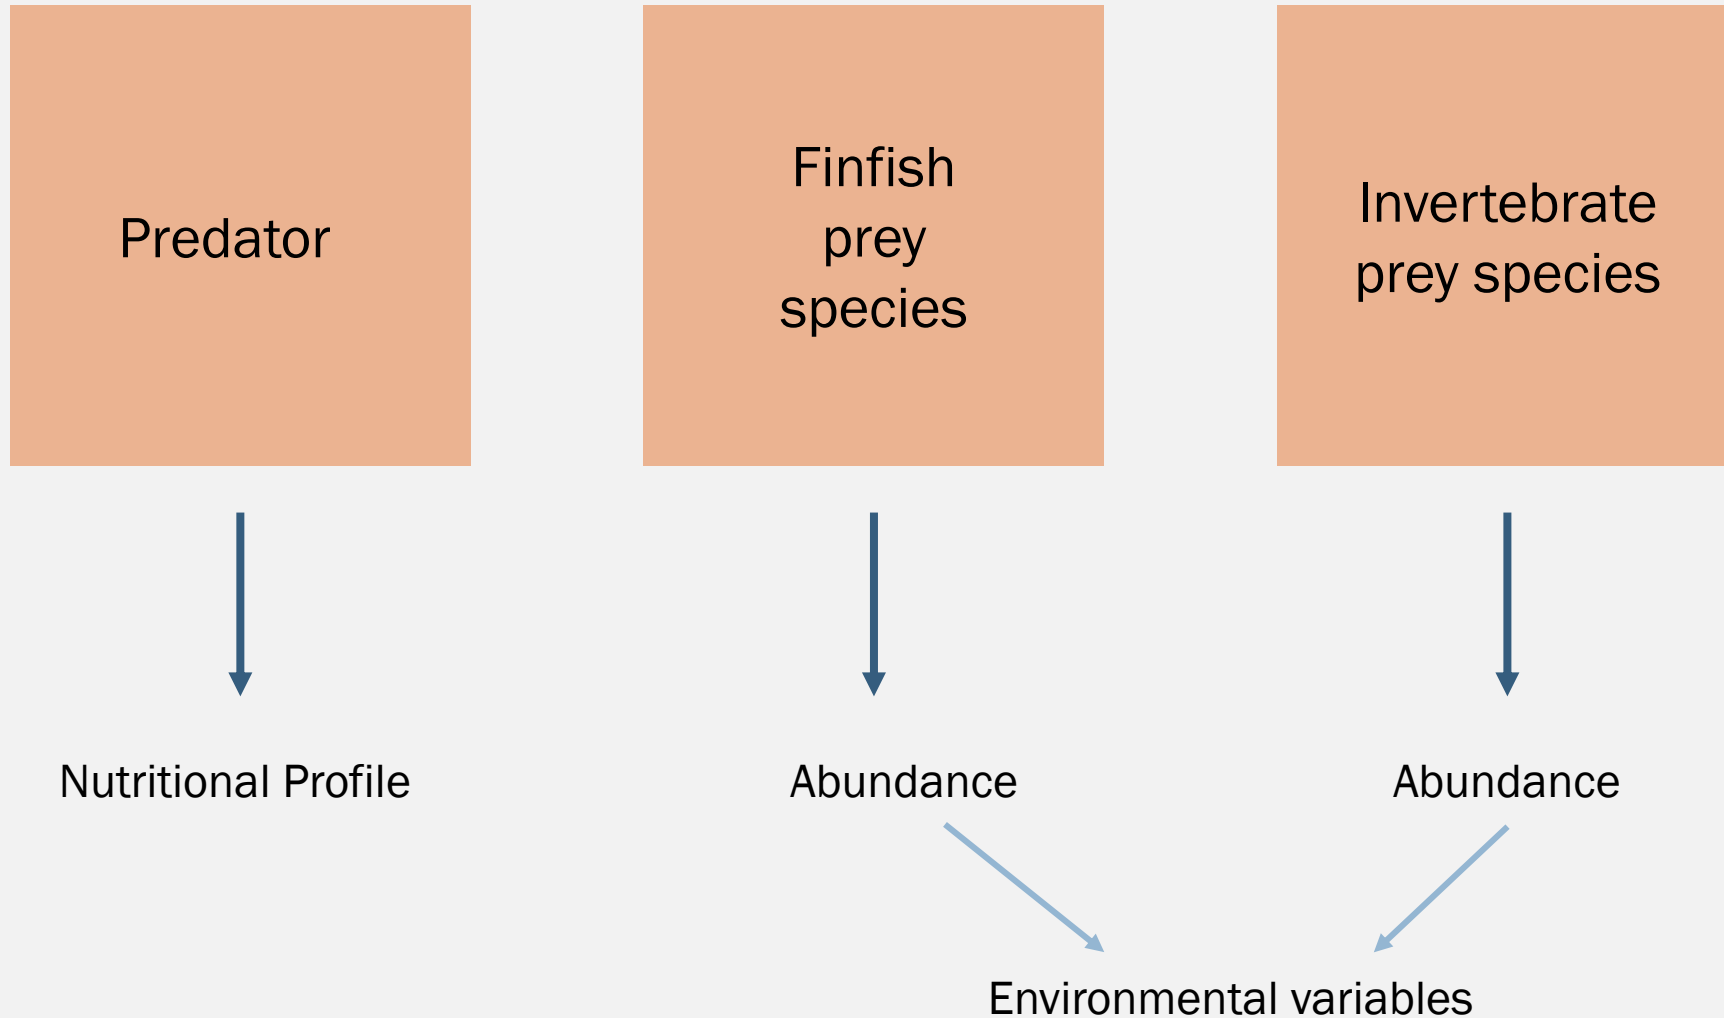 Predator
Finfish
prey
species
Invertebrate
prey species
Nutritional Profile
Abundance
Abundance
Environmental variables